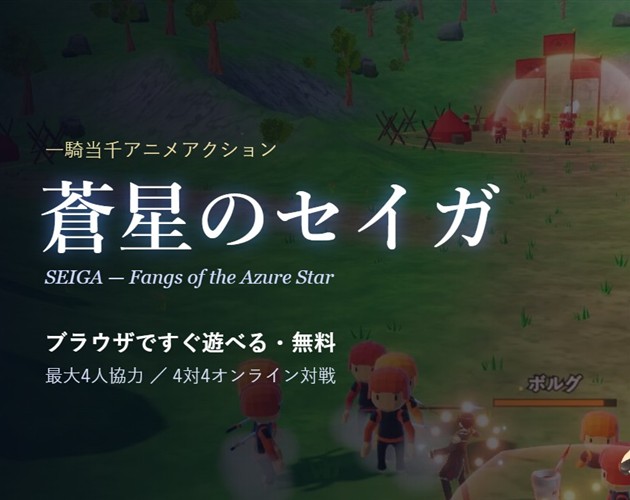 一騎当千アニメアクション
蒼星のセイガ
SEIGA — Fangs of the Azure Star
ブラウザですぐ遊べる・無料
最大4人協力 ／ 4対4オンライン対戦
ボルグ